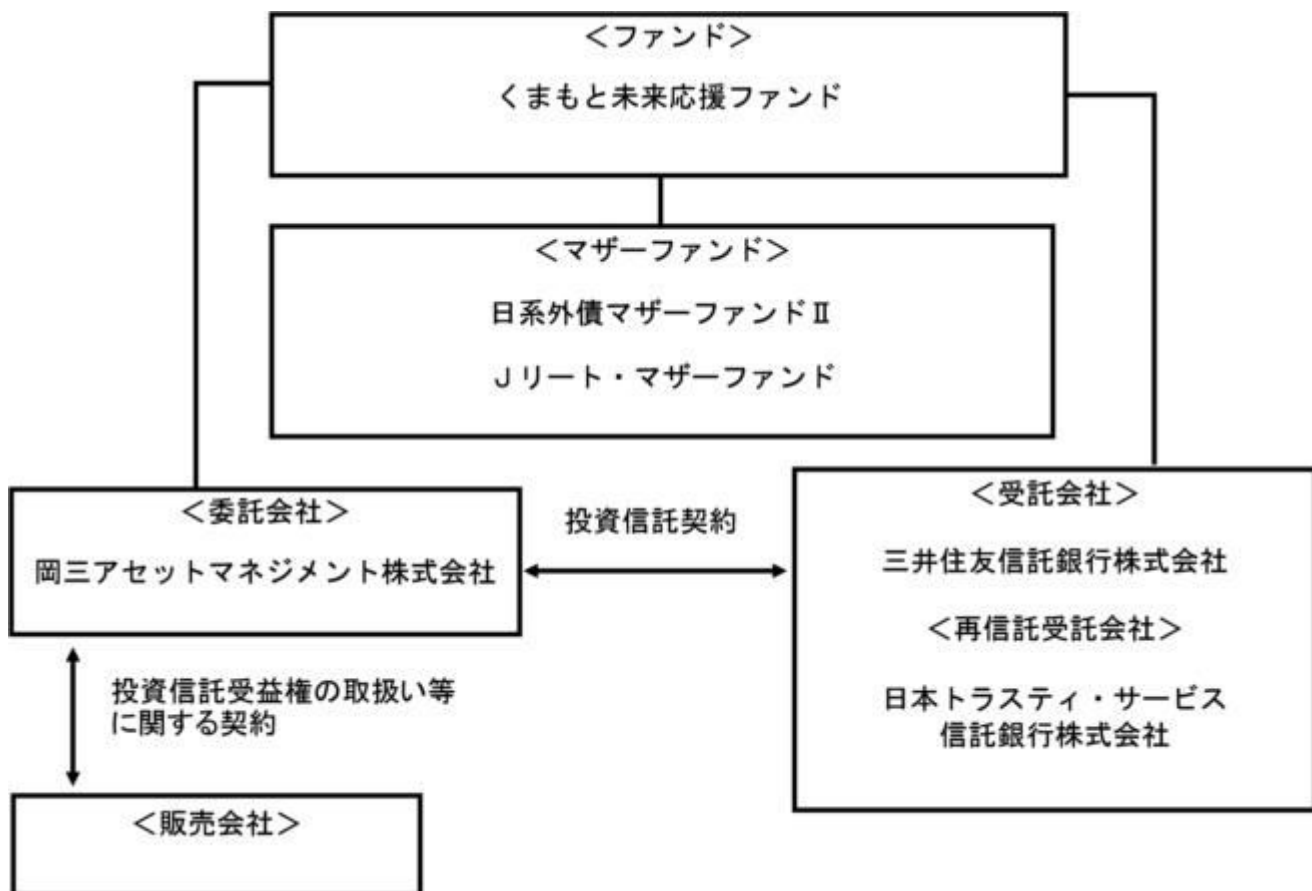 ＜ファンド＞
くまもと未来応援ファンド
＜マザーファンド＞
日系外債マザーファンドⅡ
Ｊリート・マザーファンド
＜委託会社＞
岡三アセットマネジメント株式会社
投資信託契約
＜受託会社＞
三井住友信託銀行株式会社
＜再信託受託会社＞
日本トラスティ・サービス
信託銀行株式会社
投資信託受益権の取扱い等
に関する契約
＜販売会社＞